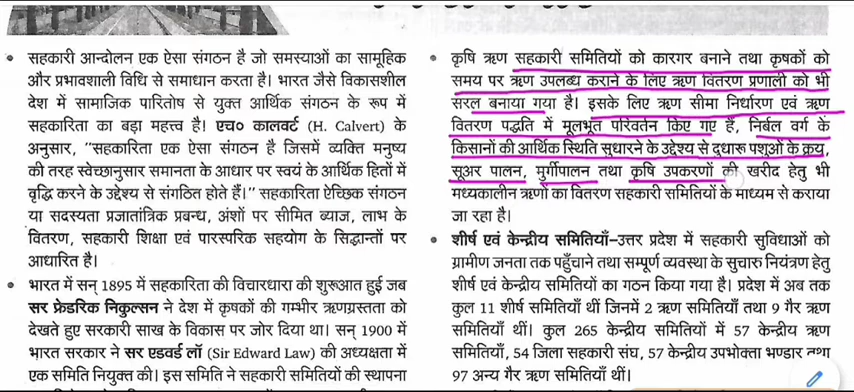 सहकारी आन्दोलन एक ऐसा संगठन है जो समस्याओं का सामूहिक
और प्रभावशाली विधि से समाधान करता है। भारत जैसे विकासशील
देश में सामाजिक पारितोष से युक्त आर्थिक संगठन के रूप में
सहकारिता का बड़ा महत्त्व है। एच० कालवर्ट (H. Calvert) के
अनुसार, “सहकारिता एक ऐसा संगठन है जिसमें व्यक्ति मनुष्य
की तरह स्वेच्छानुसार समानता के आधार पर स्वयं के आर्थिक हितों में
वृद्धि करने के उद्देश्य से संगठित होते हैं।” सहकारिता ऐच्छिक संगठन
या सदस्यता प्रजातांत्रिक प्रबन्ध, अंशों पर सीमित ब्याज, लाभ के
वितरण, सहकारी शिक्षा एवं पारस्परिक सहयोग के सिद्धान्तों पर
आधारित है।
भारत में सन् 1895 में सहकारिता की विचारधारा की शुरूआत हुई जब
सर फ्रेडरिक निकुल्सन ने देश में कृषकों की गम्भीर ऋणग्रस्तता को
देखते हुए सरकारी साख के विकास पर जोर दिया था। सन् 1900 में
भारत सरकार ने सर एडवर्ड लॉ (Sir Edward Law) की अध्यक्षता में
एक समिति नियुक्त की। इस समिति ने सहकारी समितियों की स्थापना
कृषि ऋण सहकारी समितियों को कारगर बनाने तथा कृषकों को
समय पर ऋण उपलब्ध कराने के लिए ऋण वितरण प्रणाली को भी
सरल बनाया गया है। इसके लिए ऋण सीमा निर्धारण एवं ऋण
वितरण पद्धति में मूलभूत परिवर्तन किए गए हैं, निर्बल वर्ग के
किसानों की आर्थिक स्थिति सुधारने के उद्देश्य से दुधारू पशुओं के क्रय,
सूअर पालन, मुर्गीपालन तथा कृषि उपकरणों की खरीद हेतु भी
मध्यकालीन ऋणों का वितरण सहकारी समितियों के माध्यम से कराया
जा रहा है।
शीर्ष एवं केन्द्रीय समितियाँ–उत्तर प्रदेश में सहकारी सुविधाओं को
ग्रामीण जनता तक पहुँचाने तथा सम्पूर्ण व्यवस्था के सुचारु नियंत्रण हेतु
शीर्ष एवं केन्द्रीय समितियों का गठन किया गया है। प्रदेश में अब तक
कुल 11 शीर्ष समितियाँ थीं जिनमें 2 ऋण समितियाँ तथा 9 गैर ऋण
समितियाँ थीं। कुल 265 केन्द्रीय समितियों में 57 केन्द्रीय ऋण
समितियाँ, 54 जिला सहकारी संघ, 57 केन्द्रीय उपभोक्ता भण्डार तथा
97 अन्य गैर ऋण समितियाँ थीं।